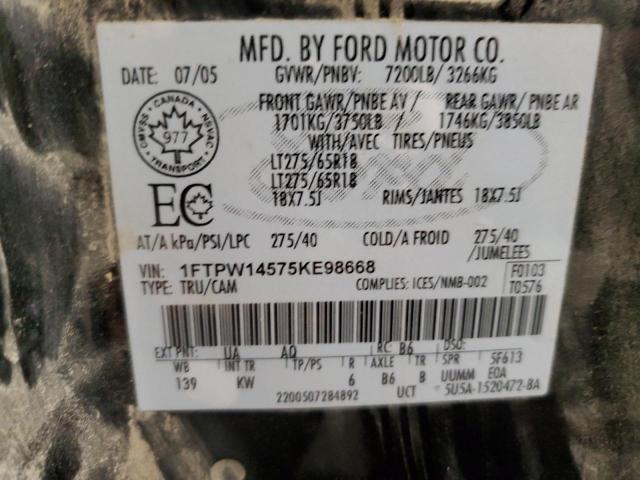 MFD. BY FORD MOTOR CO.
DATE: 07/05 GVWR/PNBV: 7200LB/ 3266KG
FRONT GAWR/PNBE AV / REAR GAWR/ PNBE AR
1701KG/3750LB / 1746KG/3850LB
WITH/AVEC TIRES/PNEUS
LT275/65R18
LT275/65R18
18X7.5J RIMS/JANTES 18X7.5J
CANADA
CMVSS NSVAC
977
TRANSPORT
EC
AT/A kPa/PSI/LPC 275/40 COLD/A FROID 275/40
/JUMELEES
VIN: 1FTPW14575KE98668 F0103
TYPE: TRU/CAM COMPLIES: ICES/NMB-002 T0576
EXT PNT: UA AQ RC: B6 DSO:
WB INT TR TP/PS R AXLE TR SPR 5F613
139 KW 6 B6 B UUMM EOA
2200507284892 UCT 5U5A-1520472-BA